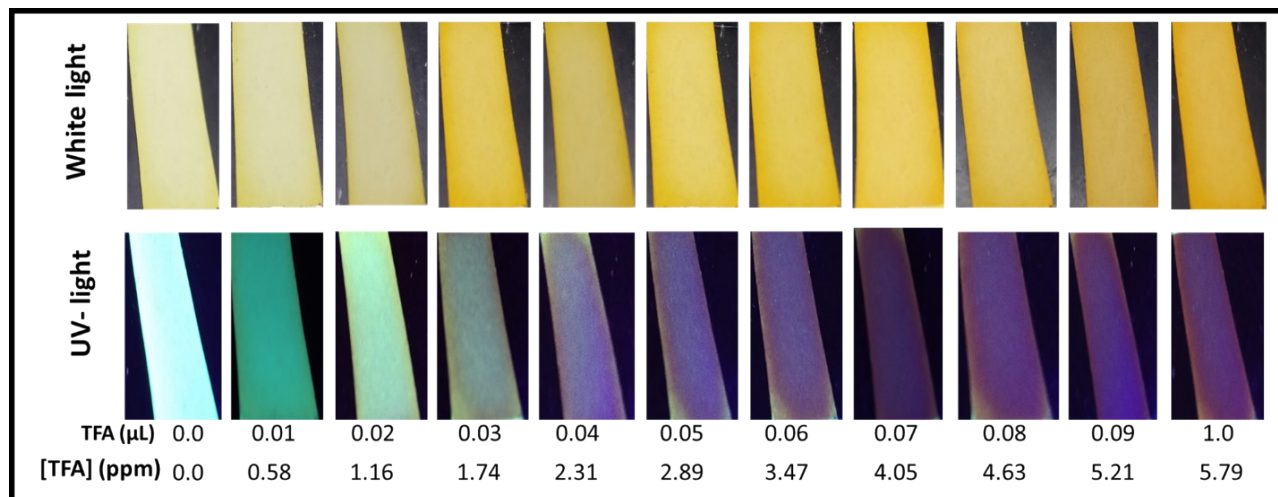 White light
UV- light
TFA (µL) 0.0 0.01 0.02 0.03 0.04 0.05 0.06 0.07 0.08 0.09 1.0
[TFA] (ppm) 0.0 0.58 1.16 1.74 2.31 2.89 3.47 4.05 4.63 5.21 5.79